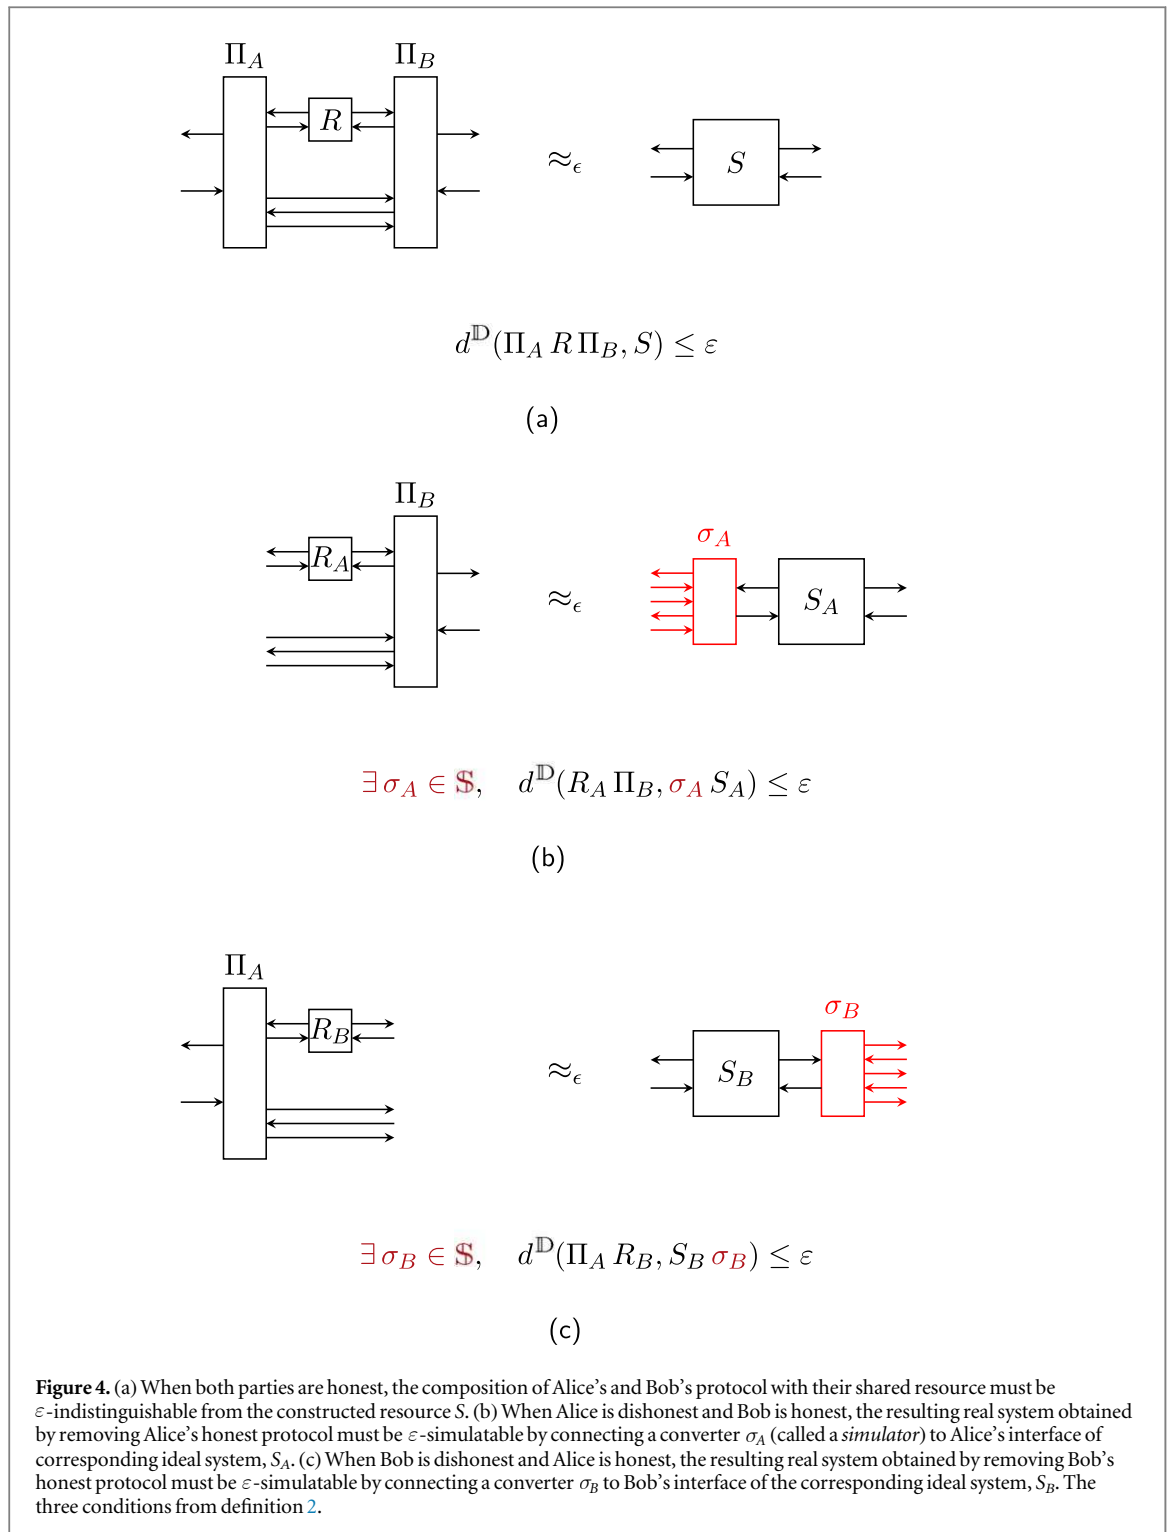 Π_A Π_B
R
≈_ϵ
S
d^𝔻(Π_A R Π_B, S) ≤ ε
(a)
Π_B
σ_A
R_A
≈_ϵ
S_A
∃ σ_A ∈ 𝕊, d^𝔻(R_A Π_B, σ_A S_A) ≤ ε
(b)
Π_A
σ_B
R_B
≈_ϵ
S_B
∃ σ_B ∈ 𝕊, d^𝔻(Π_A R_B, S_B σ_B) ≤ ε
(c)
Figure 4. (a) When both parties are honest, the composition of Alice's and Bob's protocol with their shared resource must be
ε-indistinguishable from the constructed resource S. (b) When Alice is dishonest and Bob is honest, the resulting real system obtained
by removing Alice's honest protocol must be ε-simulatable by connecting a converter σ_A (called a simulator) to Alice's interface of
corresponding ideal system, S_A. (c) When Bob is dishonest and Alice is honest, the resulting real system obtained by removing Bob's
honest protocol must be ε-simulatable by connecting a converter σ_B to Bob's interface of the corresponding ideal system, S_B. The
three conditions from definition 2.